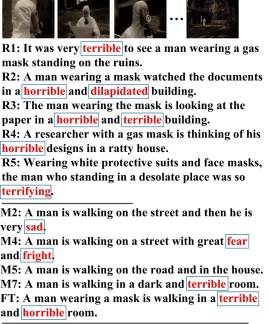 R1: It was very terrible to see a man wearing a gas
mask standing on the ruins.
R2: A man wearing a mask watched the documents
in a horrible and dilapidated building.
R3: The man wearing the mask is looking at the
paper in a horrible and terrible building.
R4: A researcher with a gas mask is thinking of his
horrible designs in a ratty house.
R5: Wearing white protective suits and face masks,
the man who standing in a desolate place was so
terrifying.
M2: A man is walking on the street and then he is
very sad.
M4: A man is walking on a street with great fear
and fright.
M5: A man is walking on the road and in the house.
M7: A man is walking in a dark and terrible room.
FT: A man wearing a mask is walking in a terrible
and horrible room.